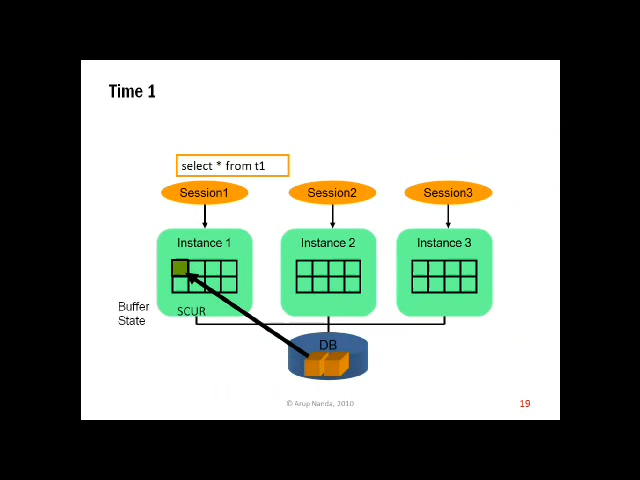 Time 1
select * from t1
Session1
Session2
Session3
Instance 1
Instance 2
Instance 3
Buffer
State
SCUR
DB
© Arup Nanda, 2010
19